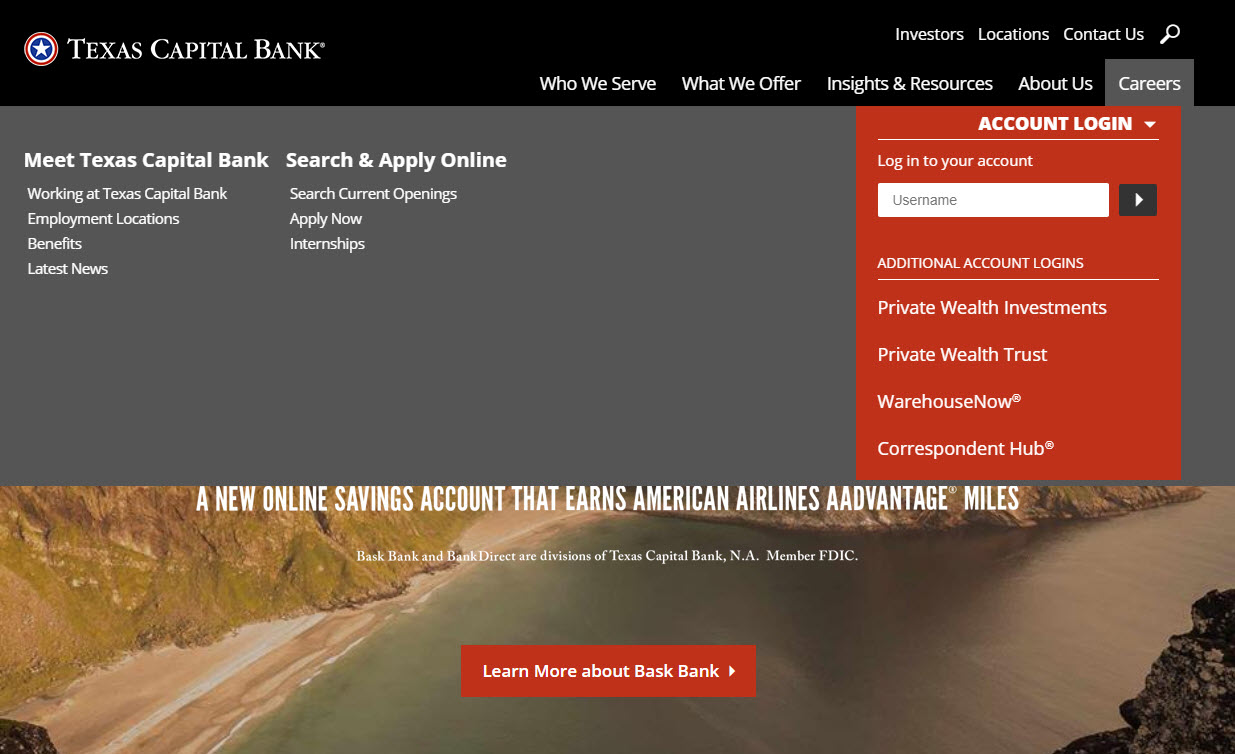 TEXAS CAPITAL BANK®
Investors Locations Contact Us
Who We Serve What We Offer Insights & Resources About Us Careers
Meet Texas Capital Bank
Working at Texas Capital Bank
Employment Locations
Benefits
Latest News
Search & Apply Online
Search Current Openings
Apply Now
Internships
ACCOUNT LOGIN
Log in to your account
Username
ADDITIONAL ACCOUNT LOGINS
Private Wealth Investments
Private Wealth Trust
WarehouseNow®
Correspondent Hub®
A NEW ONLINE SAVINGS ACCOUNT THAT EARNS AMERICAN AIRLINES AADVANTAGE® MILES
Bask Bank and BankDirect are divisions of Texas Capital Bank, N.A. Member FDIC.
Learn More about Bask Bank